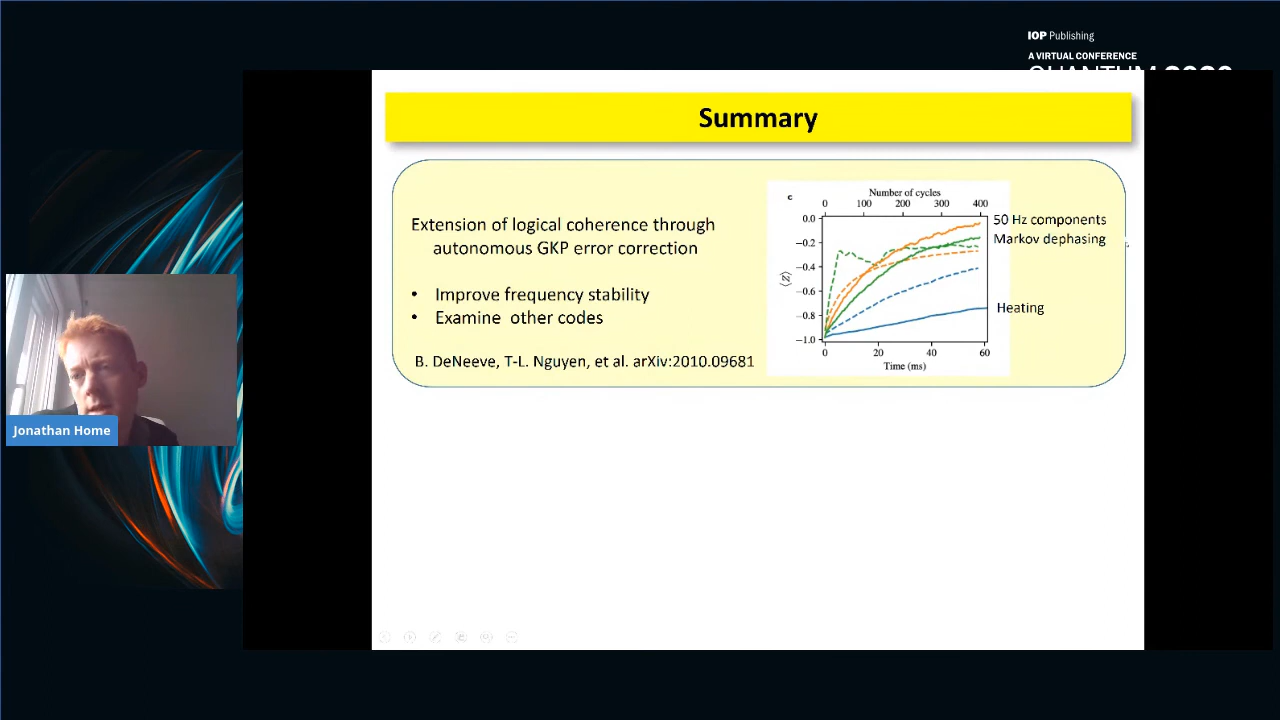 IOP Publishing
A VIRTUAL CONFERENCE
Summary
Extension of logical coherence through
autonomous GKP error correction
• Improve frequency stability
• Examine other codes
B. DeNeeve, T-L. Nguyen, et al. arXiv:2010.09681
c
Number of cycles
0 100 200 300 400
0.0
−0.2
−0.4
−0.6
−0.8
−1.0
⟨Z⟩
0 20 40 60
Time (ms)
50 Hz components
Markov dephasing
Heating
Jonathan Home